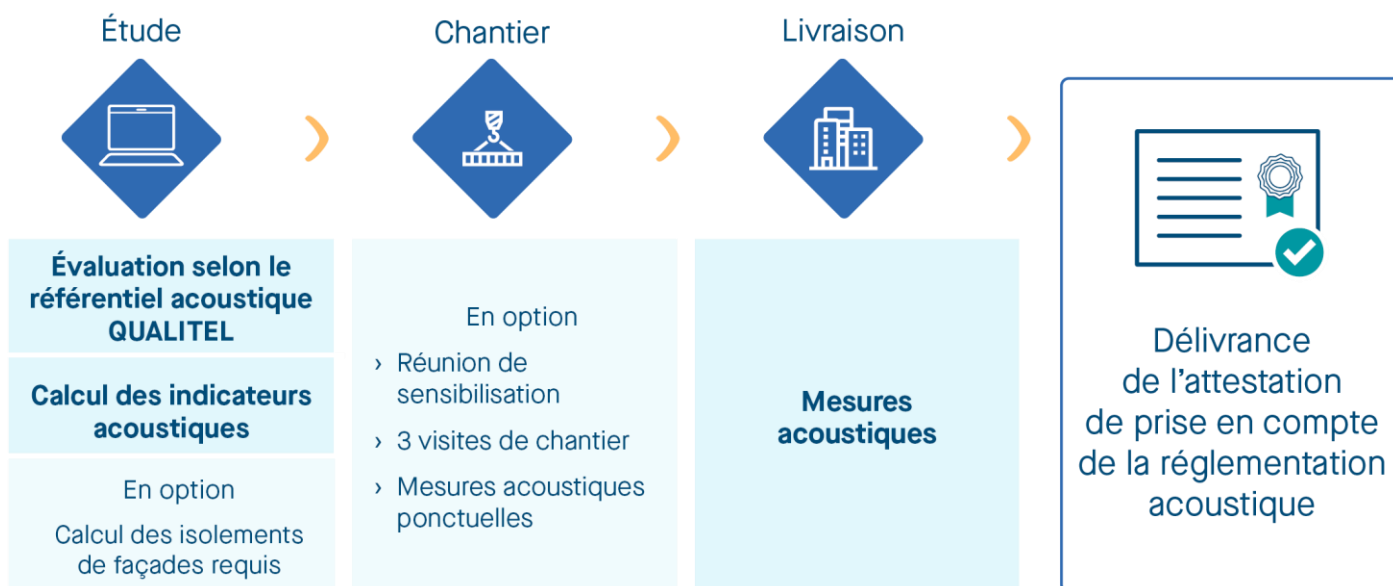 Étude
Évaluation selon le
référentiel acoustique
QUALITEL
Calcul des indicateurs
acoustiques
En option
Calcul des isolements
de façades requis
Chantier
En option
› Réunion de
sensibilisation
› 3 visites de chantier
› Mesures acoustiques
ponctuelles
Livraison
Mesures
acoustiques
Délivrance
de l’attestation
de prise en compte
de la réglementation
acoustique